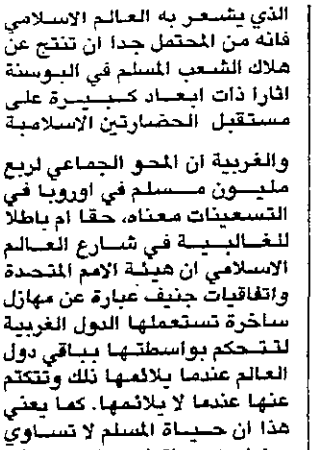 الذي يشعر به العالم الاسلامي
فانه من المحتمل جدا ان تنتج عن
هلاك الشعب المسلم في البوسنة
اثارا ذات ابعاد كبيرة على
مستقبل الحضارتين الاسلامية
والغربية ان المحو الجماعي لربع
مليون مسلم في اوروبا في
التسعينات معناه، حقا ام باطلا
للغالبية في شارع العالم
الاسلامي ان هيئة الامم المتحدة
واتفاقيات جنيف عبارة عن مهازل
ساخرة تستعملها الدول الغربية
لتتحكم بواسطتها بباقي دول
العالم عندما يلائمها ذلك وتتكتم
عنها عندما لا يلائمها. كما يعني
هذا ان حياة المسلم لا تساوي